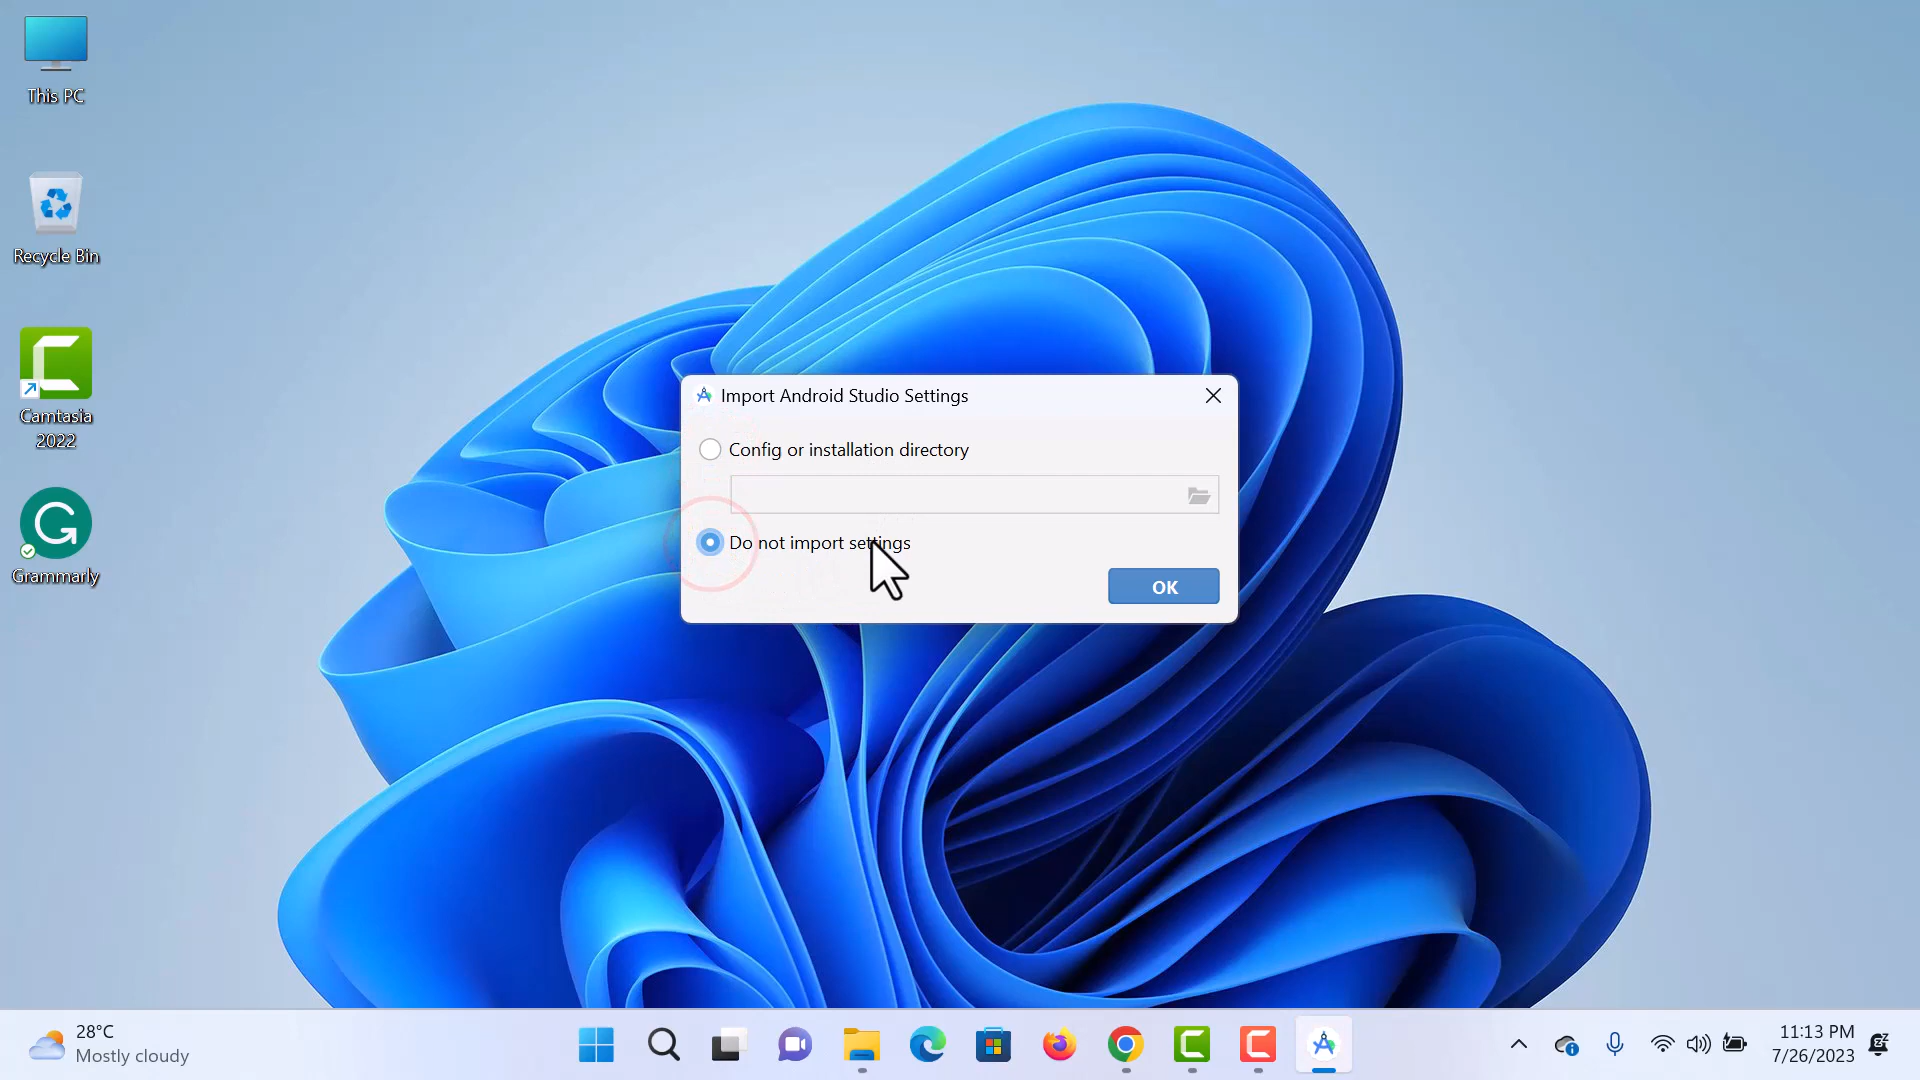 This PC
Recycle Bin
Camtasia
2022
Grammarly
Import Android Studio Settings
Config or installation directory
Do not import settings
OK
28°C
Mostly cloudy
11:13 PM
7/26/2023